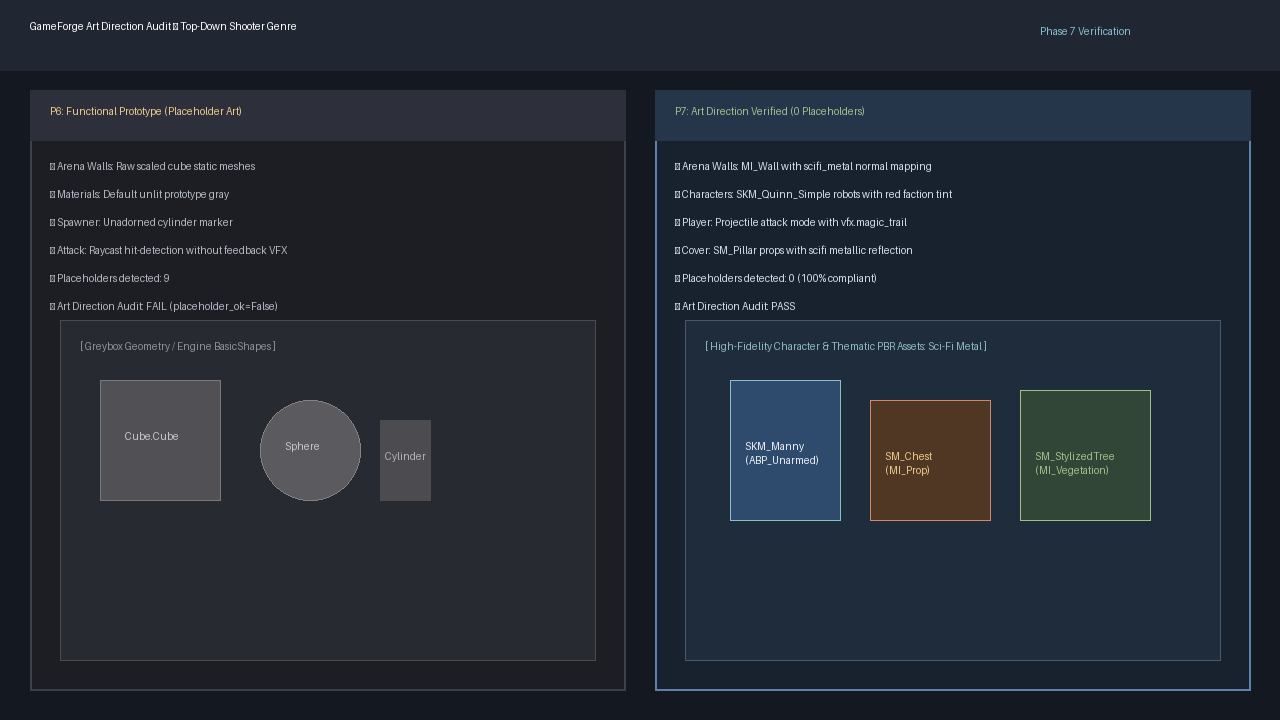 GameForge Art Direction Audit Top-Down Shooter Genre
Phase 7 Verification
P6: Functional Prototype (Placeholder Art)
Arena Walls: Raw scaled cube static meshes
Materials: Default unlit prototype gray
Spawner: Unadorned cylinder marker
Attack: Raycast hit-detection without feedback VFX
Placeholders detected: 9
Art Direction Audit: FAIL (placeholder_ok=False)
[ Greybox Geometry / Engine BasicShapes ]
Cube.Cube
Sphere
Cylinder
P7: Art Direction Verified (0 Placeholders)
Arena Walls: MI_Wall with scifi_metal normal mapping
Characters: SKM_Quinn_Simple robots with red faction tint
Player: Projectile attack mode with vfx.magic_trail
Cover: SM_Pillar props with scifi metallic reflection
Placeholders detected: 0 (100% compliant)
Art Direction Audit: PASS
[ High-Fidelity Character & Thematic PBR Assets: Sci-Fi Metal ]
SKM_Manny
(ABP_Unarmed)
SM_Chest
(MI_Prop)
SM_StylizedTree
(MI_Vegetation)